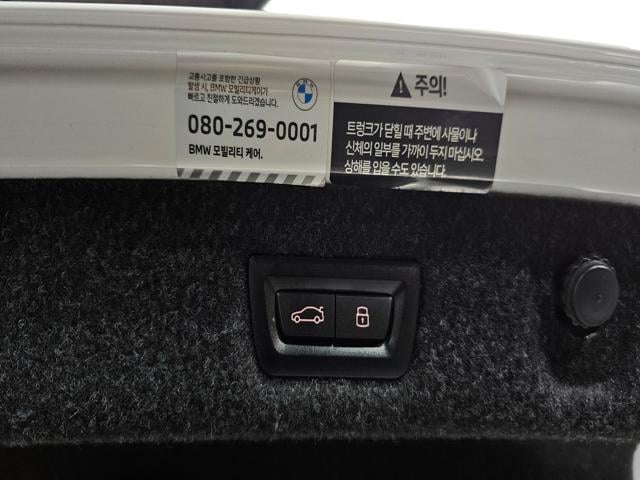 교통사고를 포함한 긴급상황
발생 시, BMW 모빌리티케어가
빠르고 친절하게 도와드리겠습니다.
080-269-0001
BMW 모빌리티 케어.
BMW
주의!
트렁크가 닫힐 때 주변에 사물이나
신체의 일부를 가까이 두지 마십시오.
상해를 입을 수도 있습니다.